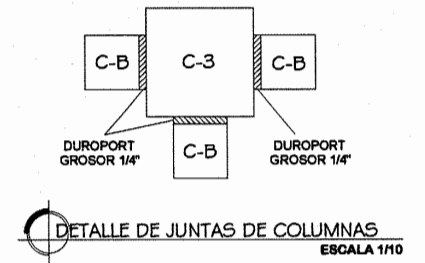 C-B
C-3
C-B
DUROPORT
GROSOR 1/4"
C-B
DUROPORT
GROSOR 1/4"
DETALLE DE JUNTAS DE COLUMNAS
ESCALA 1/10